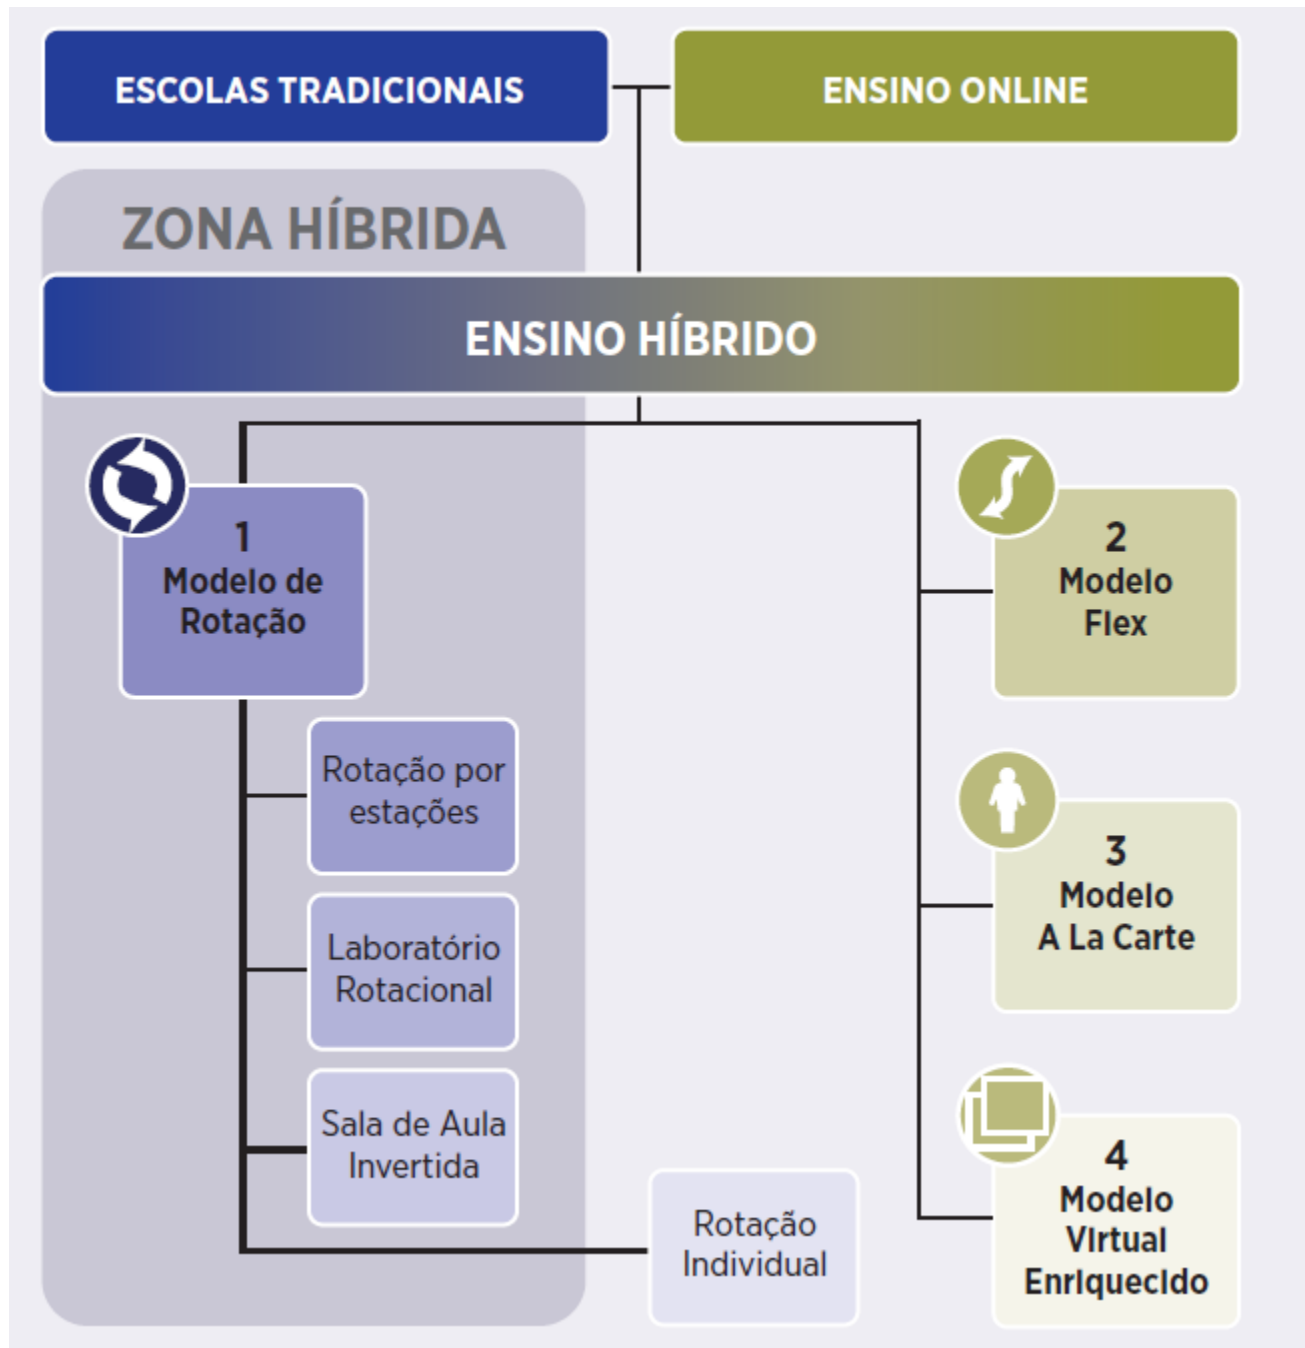 ESCOLAS TRADICIONAIS
ENSINO ONLINE
ZONA HÍBRIDA
ENSINO HÍBRIDO
1
Modelo de
Rotação
Rotação por
estações
Laboratório
Rotacional
Sala de Aula
Invertida
Rotação
Individual
2
Modelo
Flex
3
Modelo
A La Carte
4
Modelo
Virtual
Enriquecido